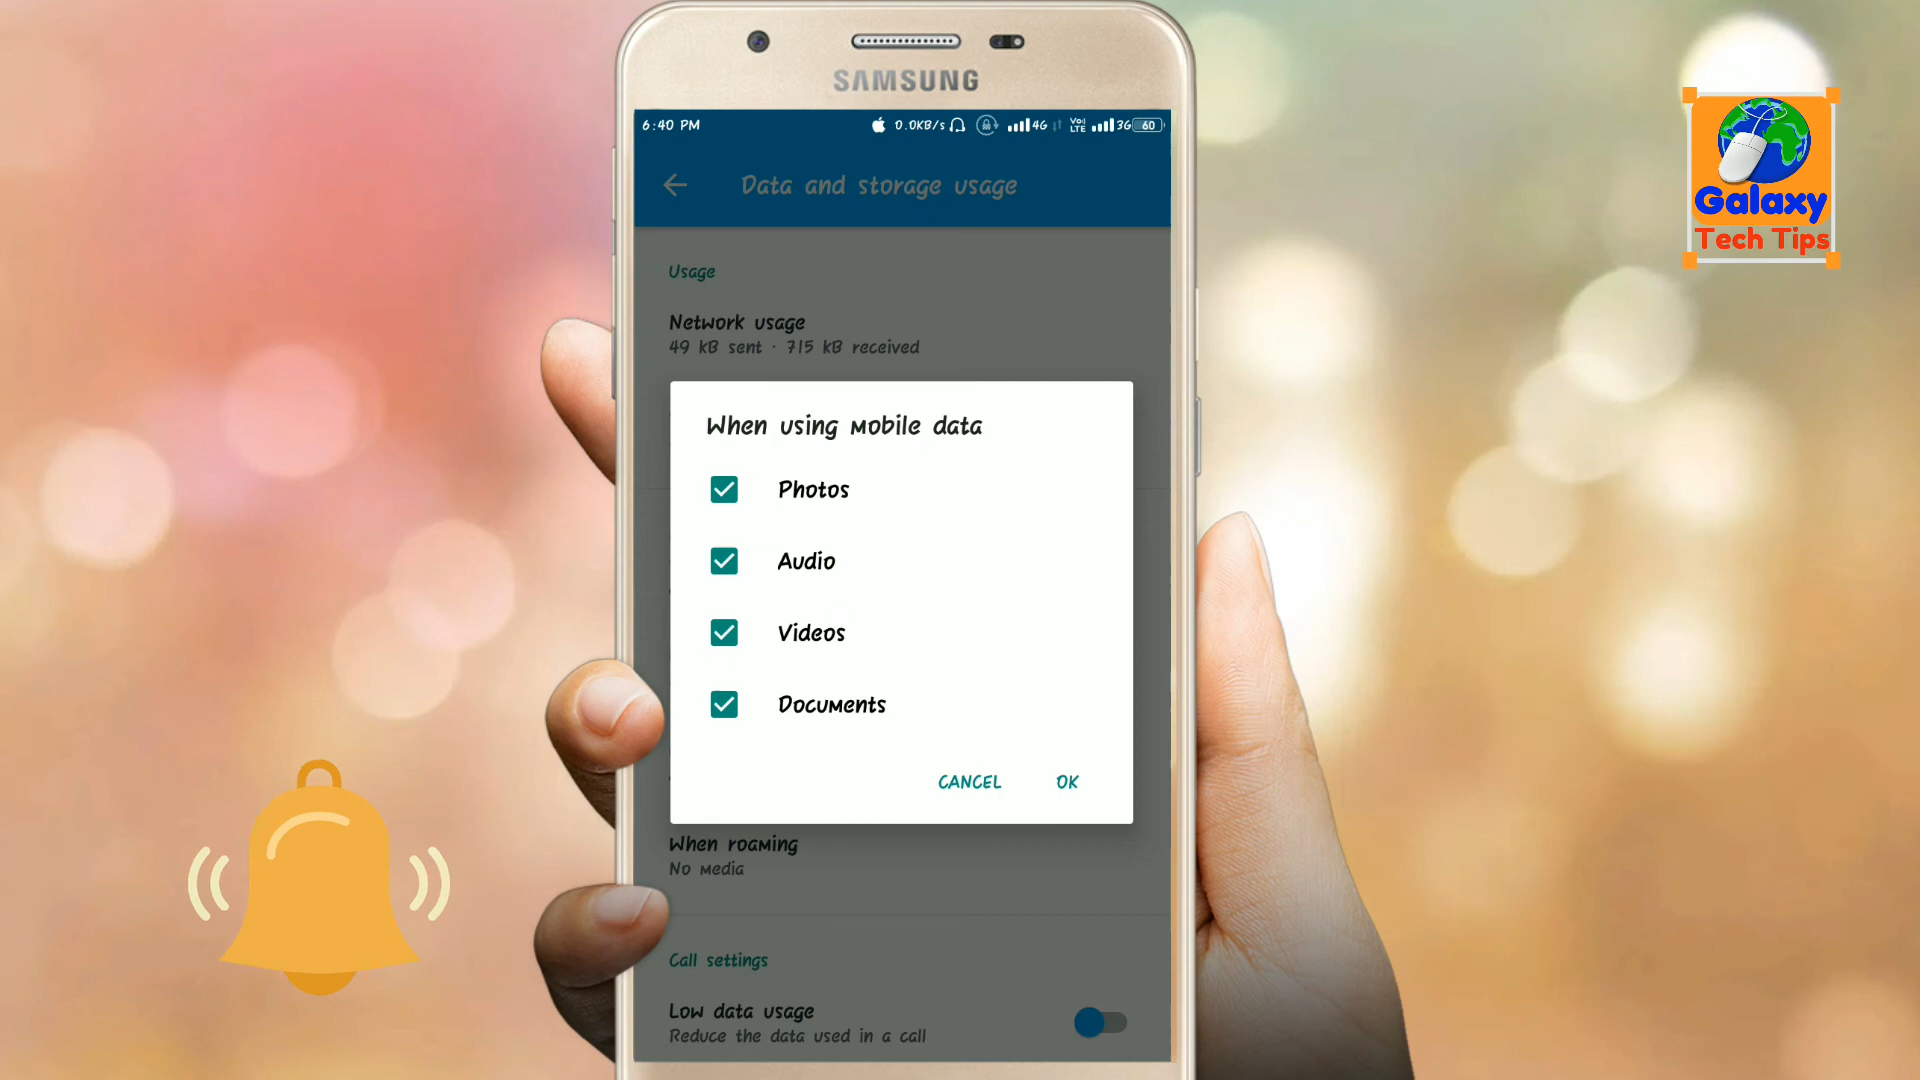 SAMSUNG
6:40 PM
0.0KB/s 4G VoLTE 3G 60
Data and storage usage
Usage
Network usage
49 kB sent · 715 kB received
When using mobile data
Photos
Audio
Videos
Documents
CANCEL OK
When roaming
No media
Call settings
Low data usage
Reduce the data used in a call
Galaxy
Tech Tips